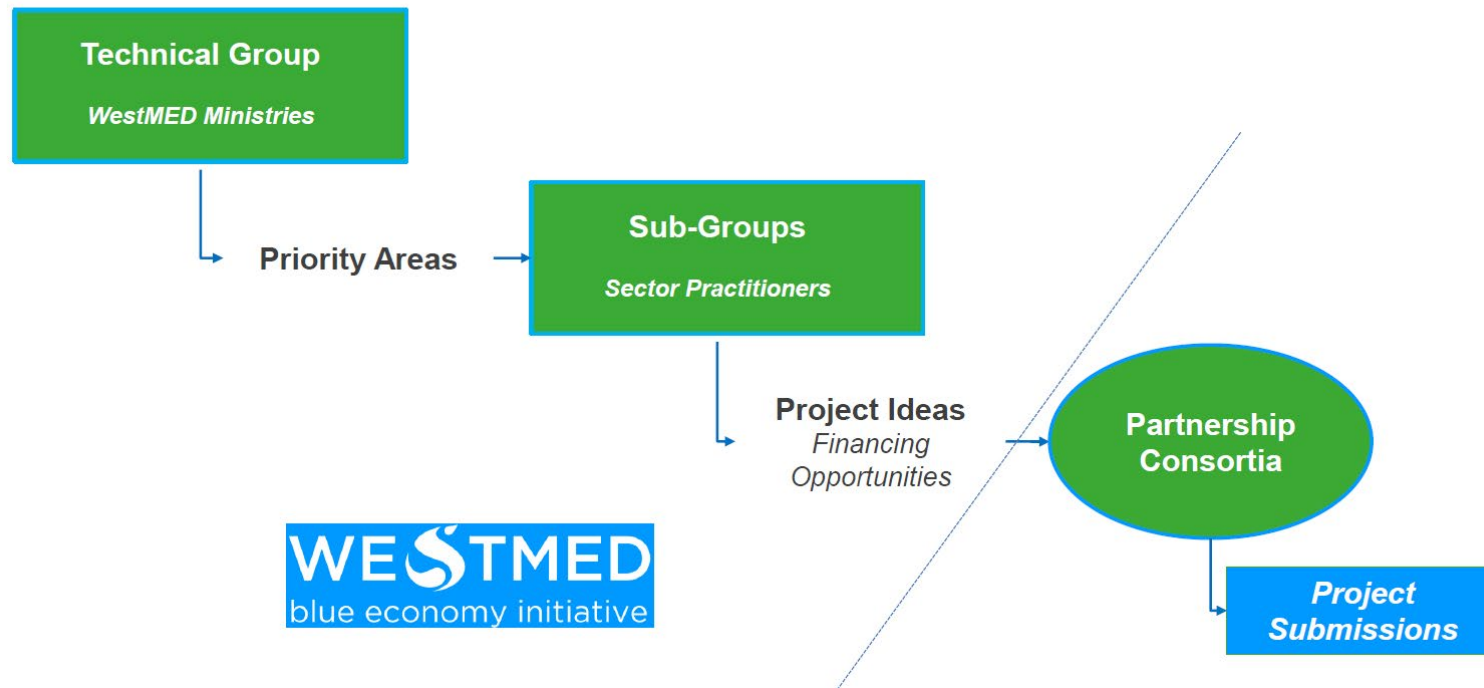 Technical Group
WestMED Ministries
Priority Areas
Sub-Groups
Sector Practitioners
Project Ideas
Financing
Opportunities
Partnership
Consortia
Project
Submissions
WESTMED
blue economy initiative